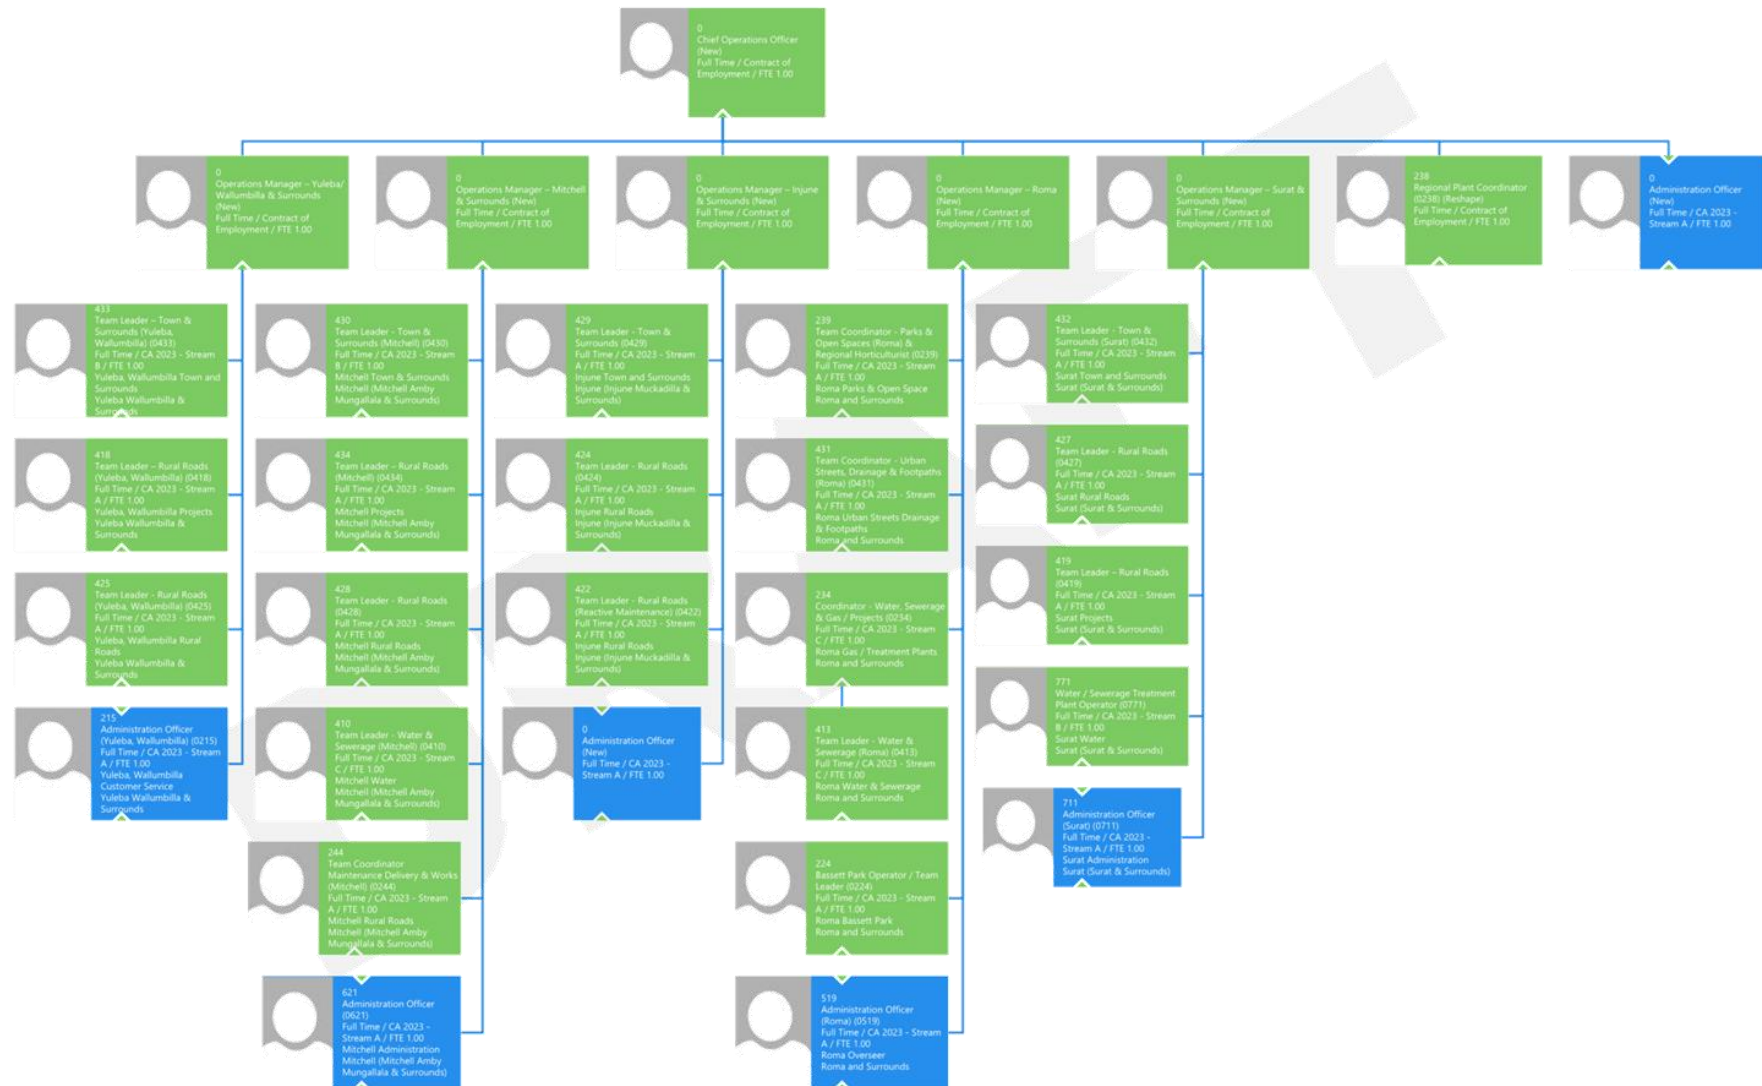 0
Chief Operations Officer
(New)
Full Time / Contract of
Employment / FTE 1.00
0
Operations Manager – Yuleba/
Wallumbilla & Surrounds
(New)
Full Time / Contract of
Employment / FTE 1.00
0
Operations Manager – Mitchell
& Surrounds (New)
Full Time / Contract of
Employment / FTE 1.00
0
Operations Manager – Injune
& Surrounds (New)
Full Time / Contract of
Employment / FTE 1.00
0
Operations Manager – Roma
(New)
Full Time / Contract of
Employment / FTE 1.00
0
Operations Manager – Surat &
Surrounds (New)
Full Time / Contract of
Employment / FTE 1.00
238
Regional Plant Coordinator
(0238) (Reshape)
Full Time / Contract of
Employment / FTE 1.00
0
Administration Officer
(New)
Full Time / CA 2023 -
Stream A / FTE 1.00
433
Team Leader – Town &
Surrounds (Yuleba,
Wallumbilla) (0433)
Full Time / CA 2023 - Stream
B / FTE 1.00
Yuleba, Wallumbilla Town and
Surrounds
Yuleba Wallumbilla &
Surrounds
418
Team Leader – Rural Roads
(Yuleba, Wallumbilla) (0418)
Full Time / CA 2023 - Stream
A / FTE 1.00
Yuleba, Wallumbilla Projects
Yuleba Wallumbilla &
Surrounds
425
Team Leader - Rural Roads
(Yuleba, Wallumbilla) (0425)
Full Time / CA 2023 - Stream
A / FTE 1.00
Yuleba, Wallumbilla Rural
Roads
Yuleba Wallumbilla &
Surrounds
215
Administration Officer
(Yuleba, Wallumbilla) (0215)
Full Time / CA 2023 - Stream
A / FTE 1.00
Yuleba, Wallumbilla
Customer Service
Yuleba Wallumbilla &
Surrounds
430
Team Leader - Town &
Surrounds (Mitchell) (0430)
Full Time / CA 2023 - Stream
B / FTE 1.00
Mitchell Town & Surrounds
Mitchell (Mitchell Amby
Mungallala & Surrounds)
434
Team Leader – Rural Roads
(Mitchell) (0434)
Full Time / CA 2023 - Stream
A / FTE 1.00
Mitchell Projects
Mitchell (Mitchell Amby
Mungallala & Surrounds)
428
Team Leader - Rural Roads
(0428)
Full Time / CA 2023 - Stream
A / FTE 1.00
Mitchell Rural Roads
Mitchell (Mitchell Amby
Mungallala & Surrounds)
410
Team Leader - Water &
Sewerage (Mitchell) (0410)
Full Time / CA 2023 - Stream
C / FTE 1.00
Mitchell Water
Mitchell (Mitchell Amby
Mungallala & Surrounds)
244
Team Coordinator
Maintenance Delivery & Works
(Mitchell) (0244)
Full Time / CA 2023 - Stream
A / FTE 1.00
Mitchell Rural Roads
Mitchell (Mitchell Amby
Mungallala & Surrounds)
621
Administration Officer
(0621)
Full Time / CA 2023 -
Stream A / FTE 1.00
Mitchell Administration
Mitchell (Mitchell Amby
Mungallala & Surrounds)
429
Team Leader - Town &
Surrounds (0429)
Full Time / CA 2023 - Stream
A / FTE 1.00
Injune Town and Surrounds
Injune (Injune Muckadilla &
Surrounds)
424
Team Leader - Rural Roads
(0424)
Full Time / CA 2023 - Stream
A / FTE 1.00
Injune Rural Roads
Injune (Injune Muckadilla &
Surrounds)
422
Team Leader - Rural Roads
(Reactive Maintenance) (0422)
Full Time / CA 2023 - Stream
A / FTE 1.00
Injune Rural Roads
Injune (Injune Muckadilla &
Surrounds)
0
Administration Officer
(New)
Full Time / CA 2023 -
Stream A / FTE 1.00
239
Team Coordinator - Parks &
Open Spaces (Roma) &
Regional Horticulturist (0239)
Full Time / CA 2023 - Stream
A / FTE 1.00
Roma Parks & Open Space
Roma and Surrounds
431
Team Coordinator - Urban
Streets, Drainage & Footpaths
(Roma) (0431)
Full Time / CA 2023 - Stream
A / FTE 1.00
Roma Urban Streets Drainage
& Footpaths
Roma and Surrounds
234
Coordinator - Water, Sewerage
& Gas / Projects (0234)
Full Time / CA 2023 - Stream
C / FTE 1.00
Roma Gas / Treatment Plants
Roma and Surrounds
413
Team Leader - Water &
Sewerage (Roma) (0413)
Full Time / CA 2023 - Stream
C / FTE 1.00
Roma Water & Sewerage
Roma and Surrounds
224
Bassett Park Operator / Team
Leader (0224)
Full Time / CA 2023 - Stream
A / FTE 1.00
Roma Bassett Park
Roma and Surrounds
519
Administration Officer
(Roma) (0519)
Full Time / CA 2023 - Stream
A / FTE 1.00
Roma Overseer
Roma and Surrounds
432
Team Leader - Town &
Surrounds (Surat) (0432)
Full Time / CA 2023 - Stream
A / FTE 1.00
Surat Town and Surrounds
Surat (Surat & Surrounds)
427
Team Leader - Rural Roads
(0427)
Full Time / CA 2023 - Stream
A / FTE 1.00
Surat Rural Roads
Surat (Surat & Surrounds)
419
Team Leader – Rural Roads
(0419)
Full Time / CA 2023 - Stream
A / FTE 1.00
Surat Projects
Surat (Surat & Surrounds)
771
Water / Sewerage Treatment
Plant Operator (0771)
Full Time / CA 2023 - Stream
B / FTE 1.00
Surat Water
Surat (Surat & Surrounds)
711
Administration Officer
(Surat) (0711)
Full Time / CA 2023 -
Stream A / FTE 1.00
Surat Administration
Surat (Surat & Surrounds)